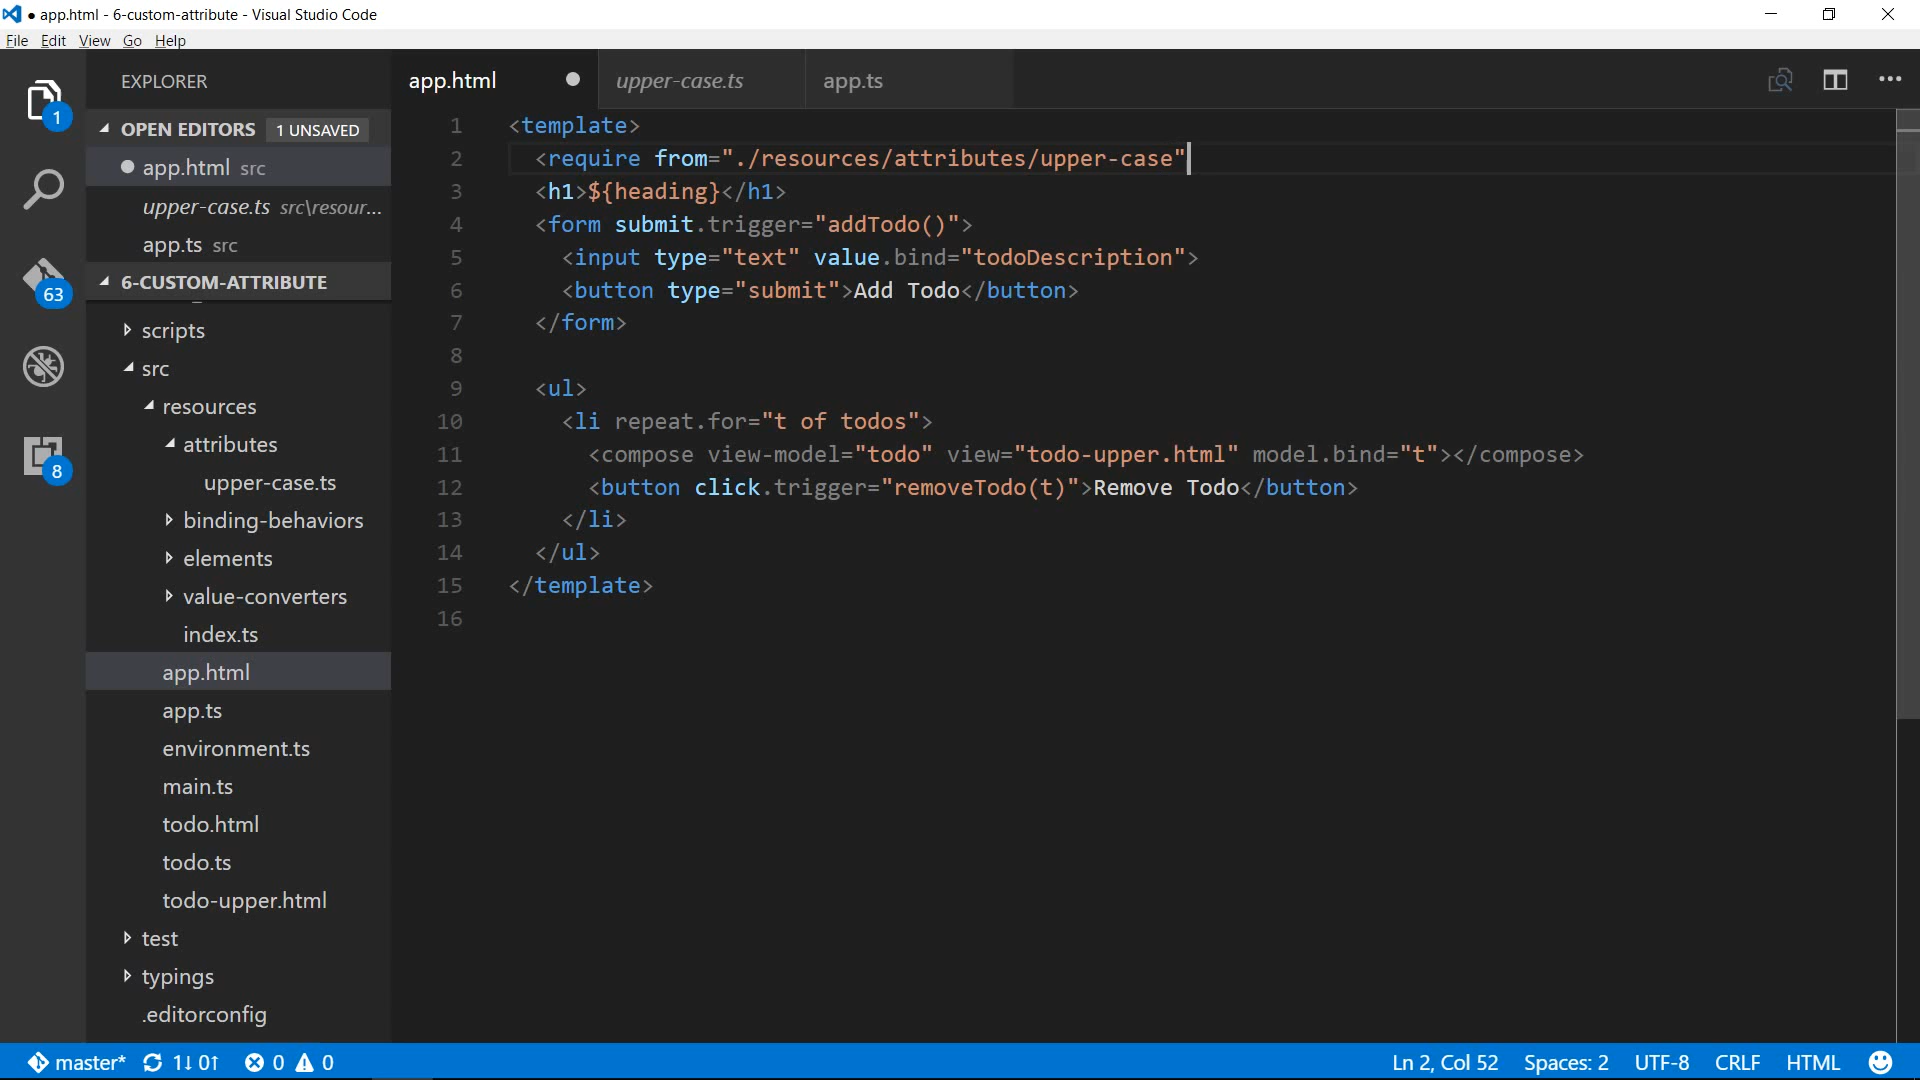 ● app.html - 6-custom-attribute - Visual Studio Code
File Edit View Go Help
EXPLORER
OPEN EDITORS 1 UNSAVED
app.html src
upper-case.ts src\resour...
app.ts src
6-CUSTOM-ATTRIBUTE
scripts
src
resources
attributes
upper-case.ts
binding-behaviors
elements
value-converters
index.ts
app.html
app.ts
environment.ts
main.ts
todo.html
todo.ts
todo-upper.html
test
typings
.editorconfig
1
63
8
app.html upper-case.ts app.ts
1 <template>
2   <require from="./resources/attributes/upper-case"
3   <h1>${heading}</h1>
4   <form submit.trigger="addTodo()">
5     <input type="text" value.bind="todoDescription">
6     <button type="submit">Add Todo</button>
7   </form>
8
9   <ul>
10     <li repeat.for="t of todos">
11       <compose view-model="todo" view="todo-upper.html" model.bind="t"></compose>
12       <button click.trigger="removeTodo(t)">Remove Todo</button>
13     </li>
14   </ul>
15 </template>
16
master* 1↓ 0↑ 0 0 Ln 2, Col 52 Spaces: 2 UTF-8 CRLF HTML